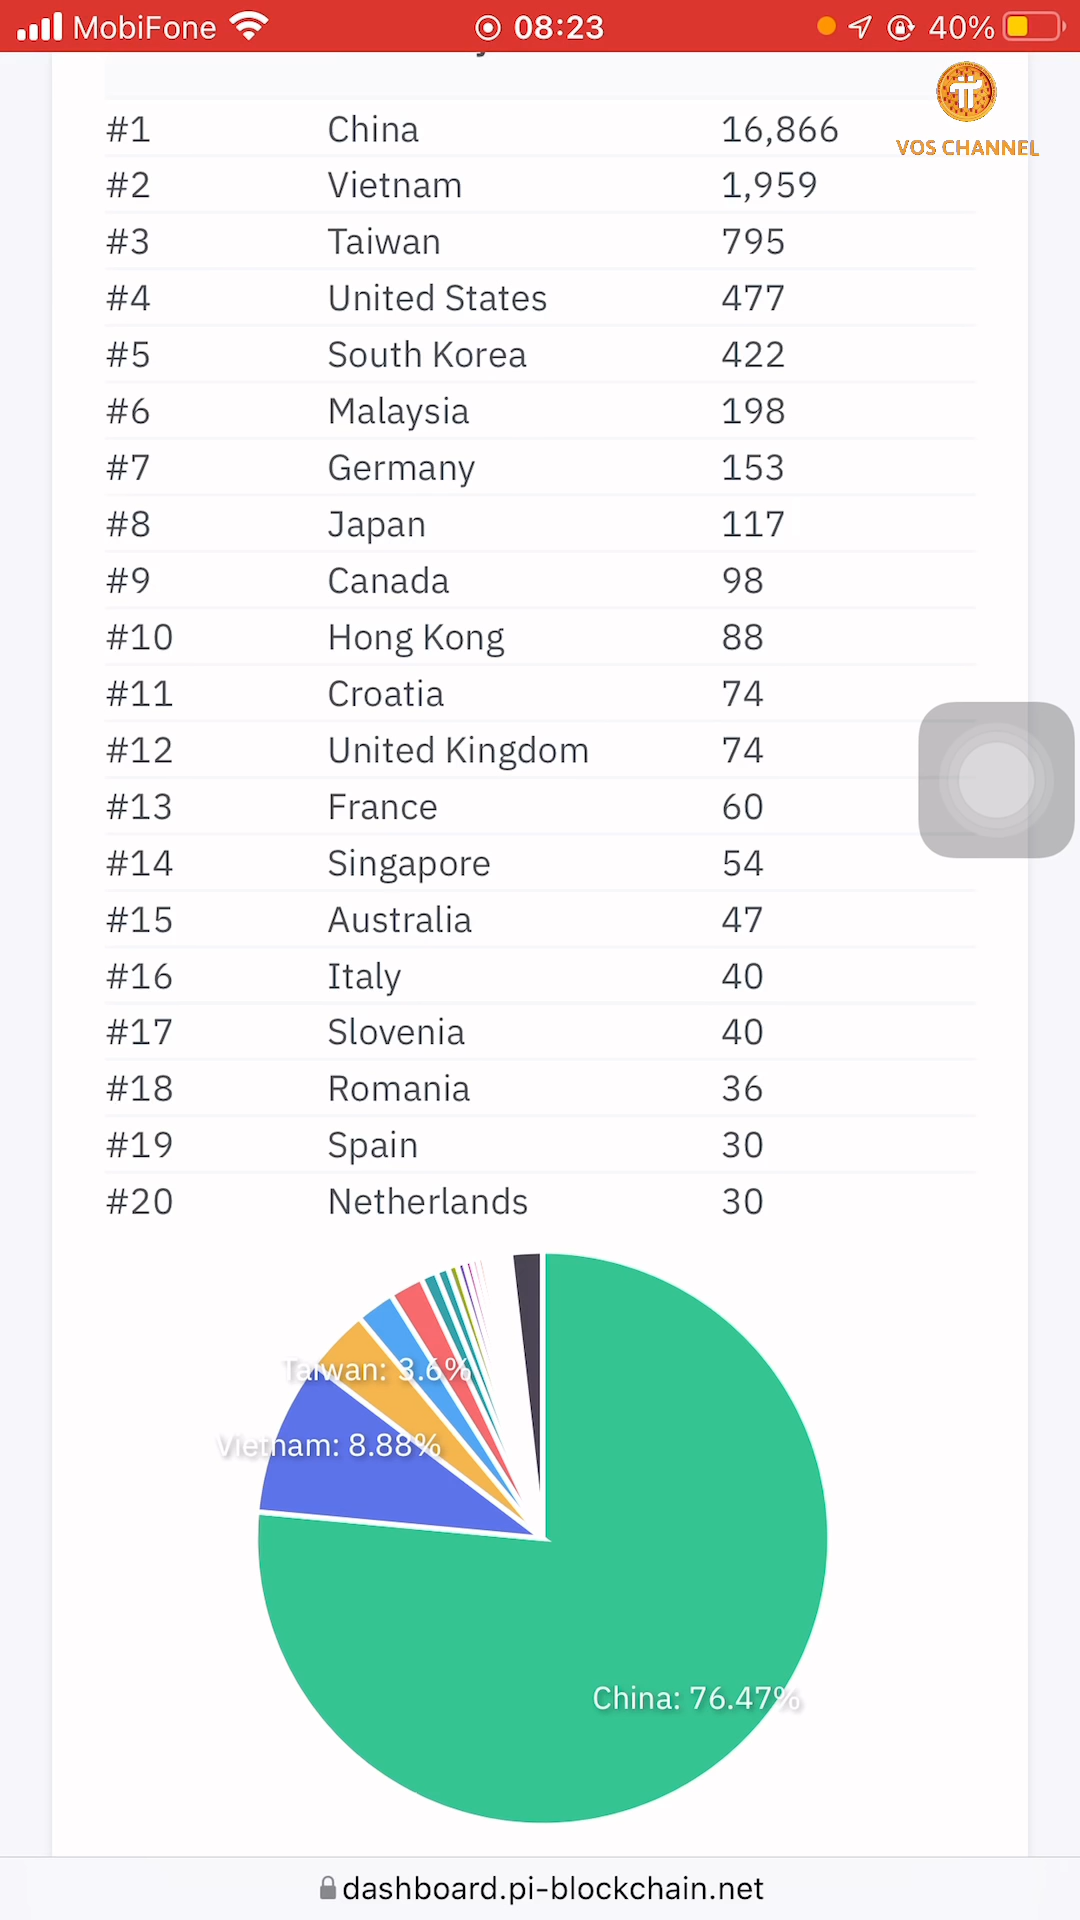 MobiFone 08:23 40%
VOS CHANNEL
#1 China 16,866
#2 Vietnam 1,959
#3 Taiwan 795
#4 United States 477
#5 South Korea 422
#6 Malaysia 198
#7 Germany 153
#8 Japan 117
#9 Canada 98
#10 Hong Kong 88
#11 Croatia 74
#12 United Kingdom 74
#13 France 60
#14 Singapore 54
#15 Australia 47
#16 Italy 40
#17 Slovenia 40
#18 Romania 36
#19 Spain 30
#20 Netherlands 30
Taiwan: 3.6%
Vietnam: 8.88%
China: 76.47%
dashboard.pi-blockchain.net